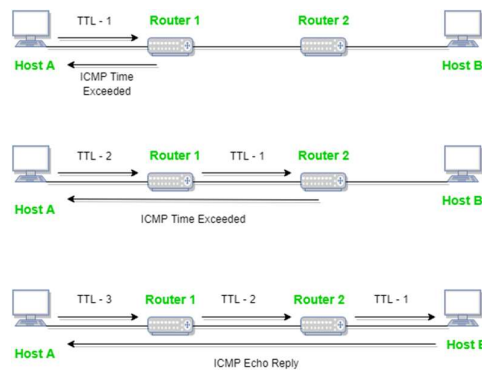 TTL - 1
Router 1
Router 2
Host A
Host B
ICMP Time
Exceeded
TTL - 2
Router 1
TTL - 1
Router 2
Host A
Host B
ICMP Time Exceeded
TTL - 3
Router 1
TTL - 2
Router 2
TTL - 1
Host A
Host B
ICMP Echo Reply